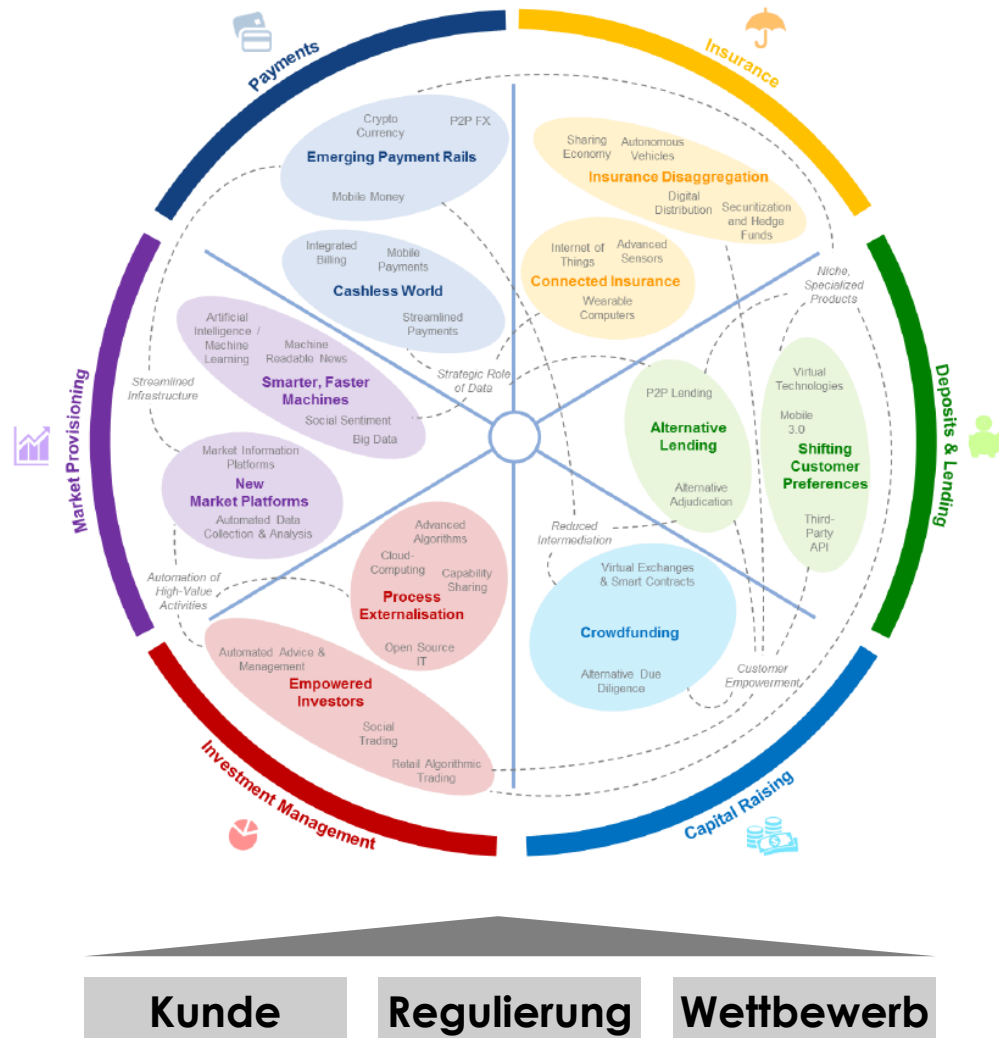 Payments
Crypto
Currency
P2P FX
Emerging Payment Rails
Mobile Money
Integrated
Billing
Mobile
Payments
Cashless World
Streamlined
Payments
Insurance
Sharing
Economy
Autonomous
Vehicles
Insurance Disaggregation
Digital
Distribution
Securitization
and Hedge
Funds
Internet of
Things
Advanced
Sensors
Connected Insurance
Wearable
Computers
Niche,
Specialized
Products
Market Provisioning
Artificial
Intelligence /
Machine
Learning
Machine
Readable News
Smarter, Faster
Machines
Social Sentiment
Big Data
Streamlined
Infrastructure
Strategic Role
of Data
Market Information
Platforms
New
Market Platforms
Automated Data
Collection & Analysis
Automation of
High-Value
Activities
Deposits & Lending
P2P Lending
Alternative
Lending
Alternative
Adjudication
Virtual
Technologies
Mobile
3.0
Shifting
Customer
Preferences
Third-
Party
API
Investment Management
Advanced
Algorithms
Cloud-
Computing
Capability
Sharing
Process
Externalisation
Open Source
IT
Automated Advice &
Management
Empowered
Investors
Social
Trading
Retail Algorithmic
Trading
Reduced
Intermediation
Capital Raising
Virtual Exchanges
& Smart Contracts
Crowdfunding
Alternative Due
Diligence
Customer
Empowerment
Kunde
Regulierung
Wettbewerb